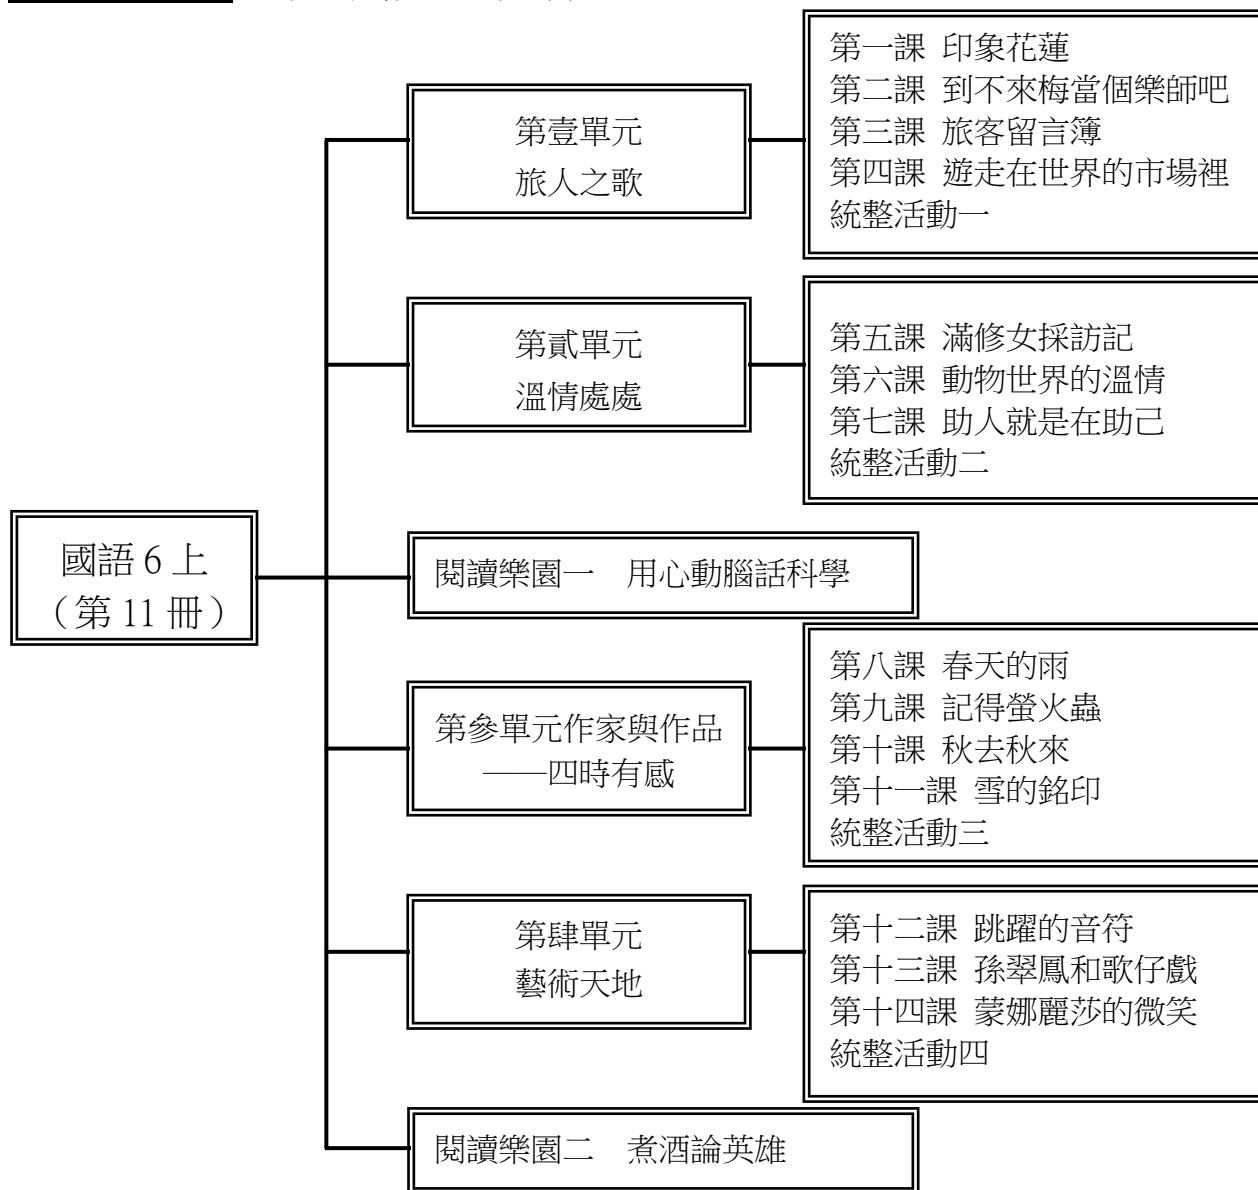 第一課 印象花蓮
第二課 到不來梅當個樂師吧
第三課 旅客留言簿
第四課 遊走在世界的市場裡
統整活動一
第壹單元
旅人之歌
第五課 滿修女採訪記
第六課 動物世界的溫情
第七課 助人就是在助己
統整活動二
第貳單元
溫情處處
國語 6 上
（第 11 冊）
閱讀樂園一 用心動腦話科學
第八課 春天的雨
第九課 記得螢火蟲
第十課 秋去秋來
第十一課 雪的銘印
統整活動三
第參單元作家與作品
──四時有感
第十二課 跳躍的音符
第十三課 孫翠鳳和歌仔戲
第十四課 蒙娜麗莎的微笑
統整活動四
第肆單元
藝術天地
閱讀樂園二 煮酒論英雄